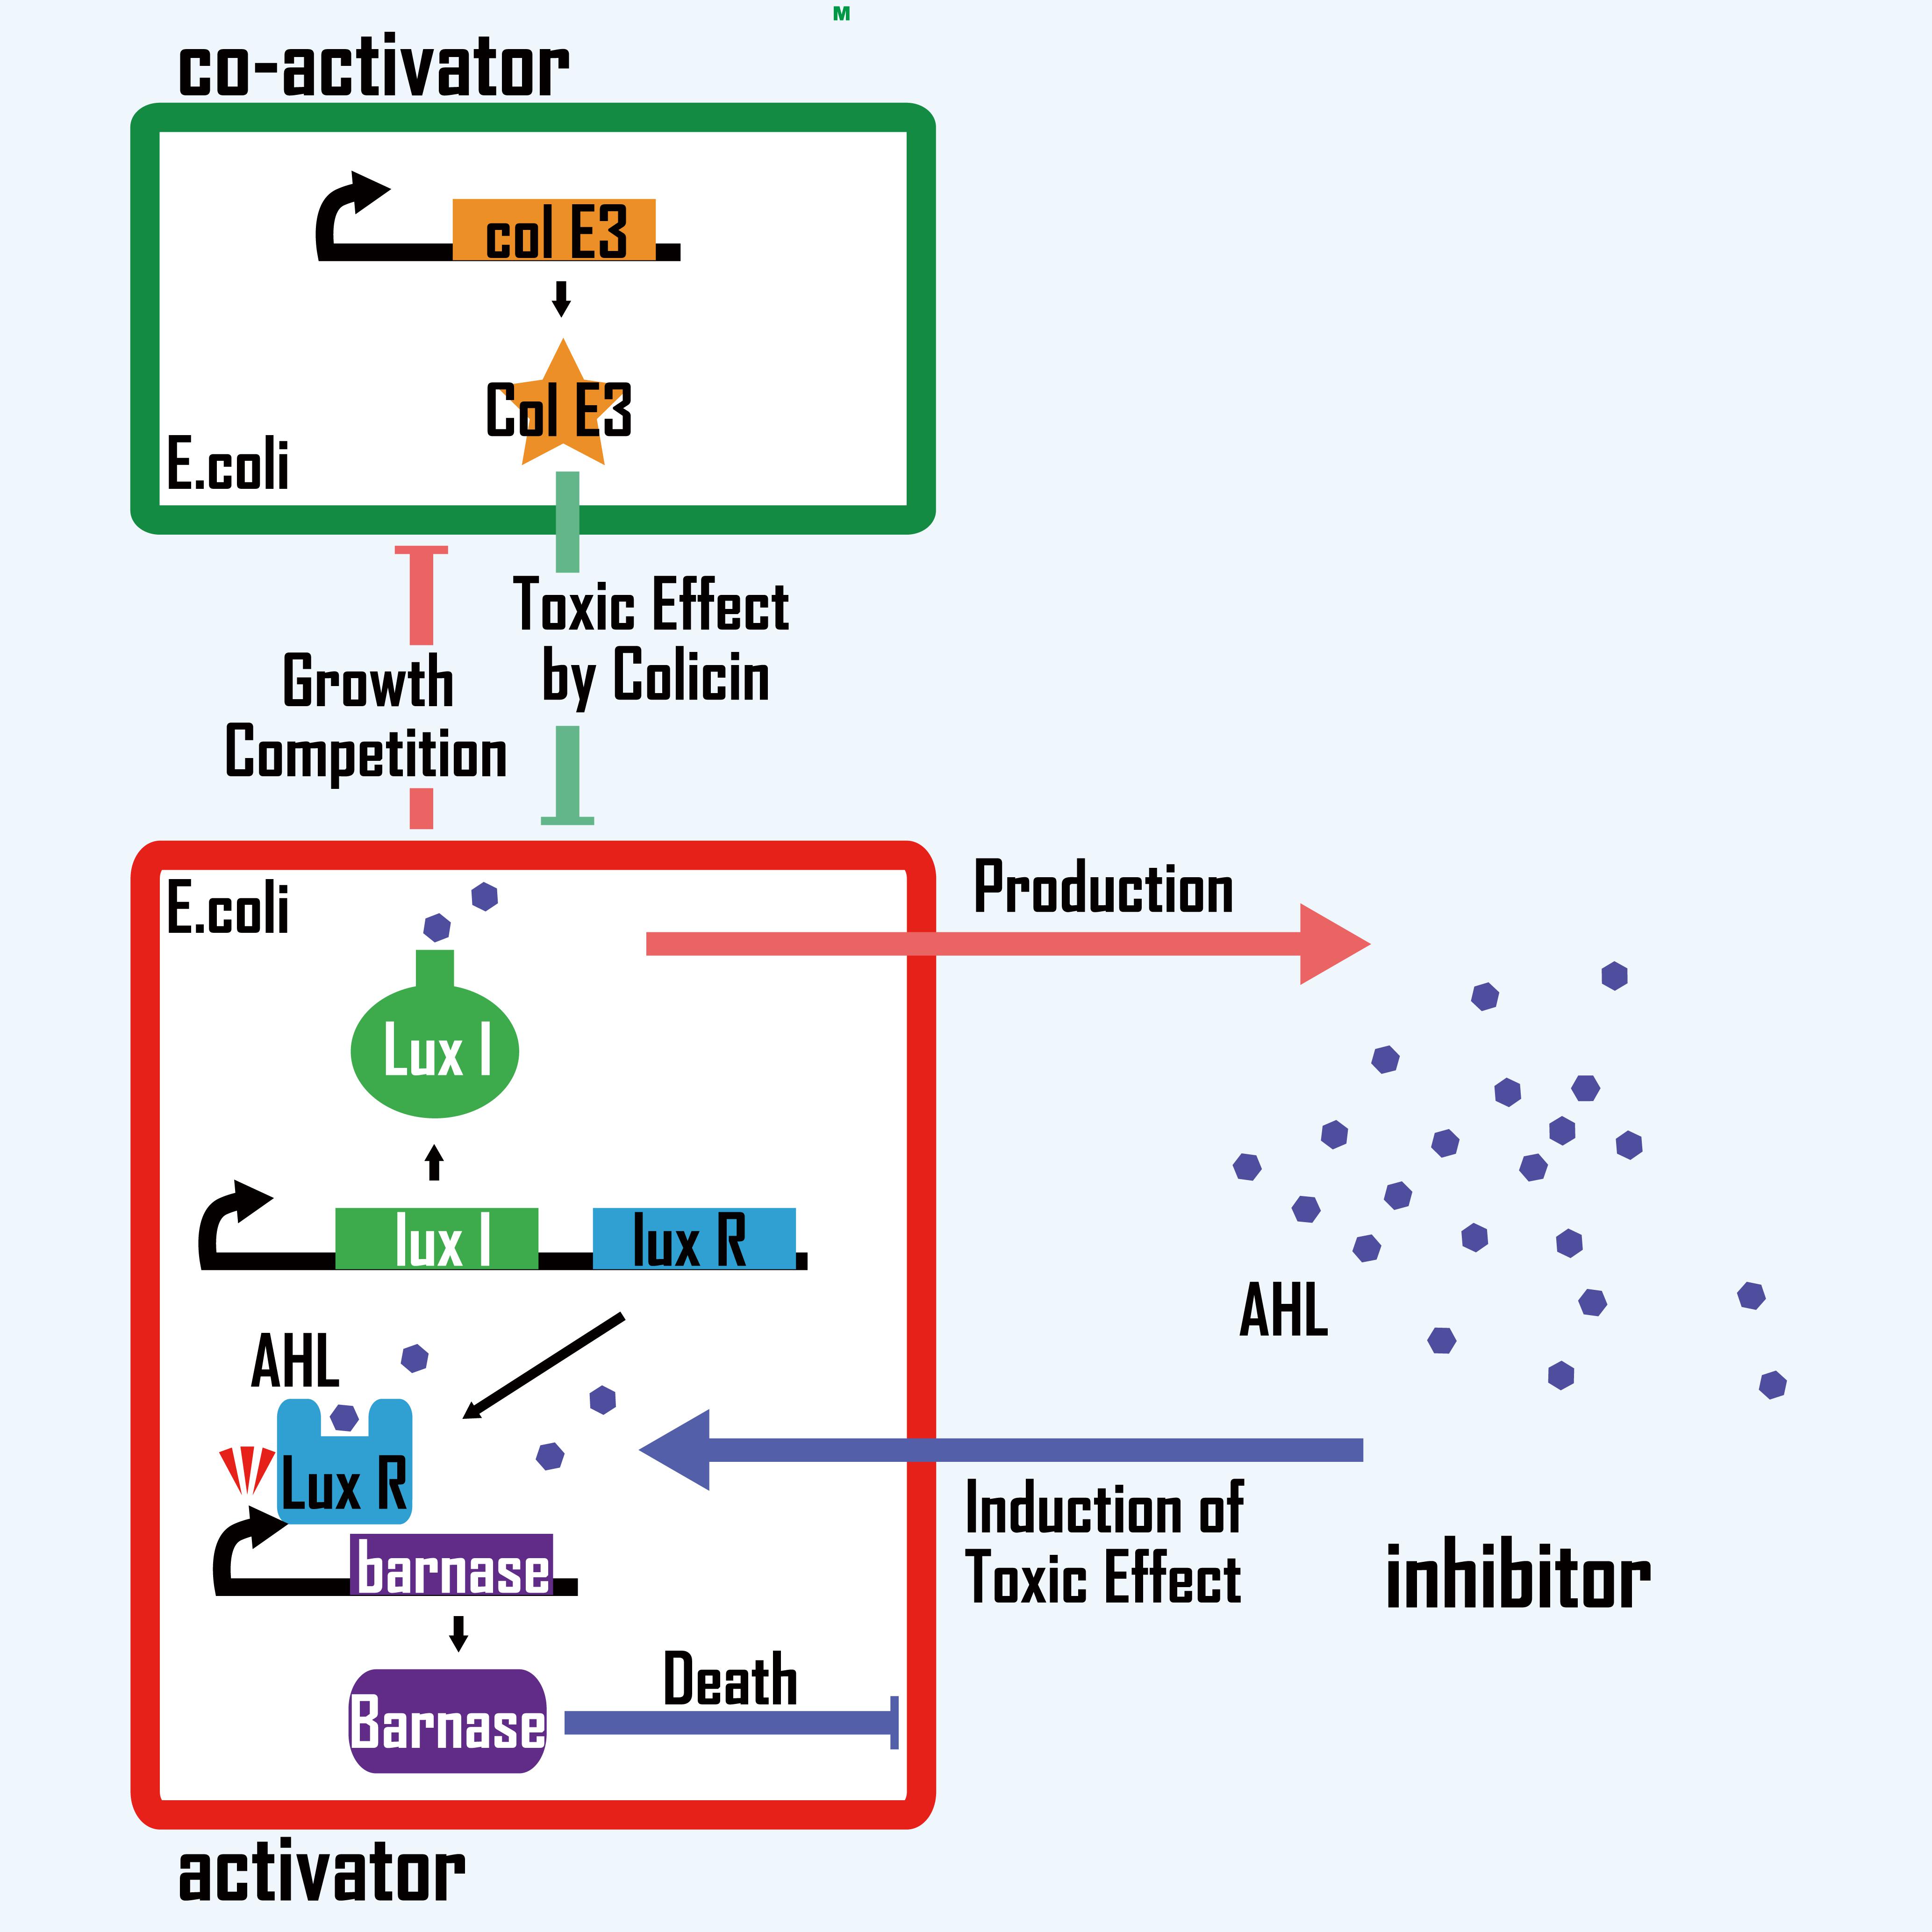 M
co-activator
col E3
Col E3
E.coli
Toxic Effect
by Colicin
Growth
Competition
E.coli
Production
Lux I
lux I
lux R
AHL
AHL
Lux R
Induction of
Toxic Effect
inhibitor
barnase
Death
Barnase
activator